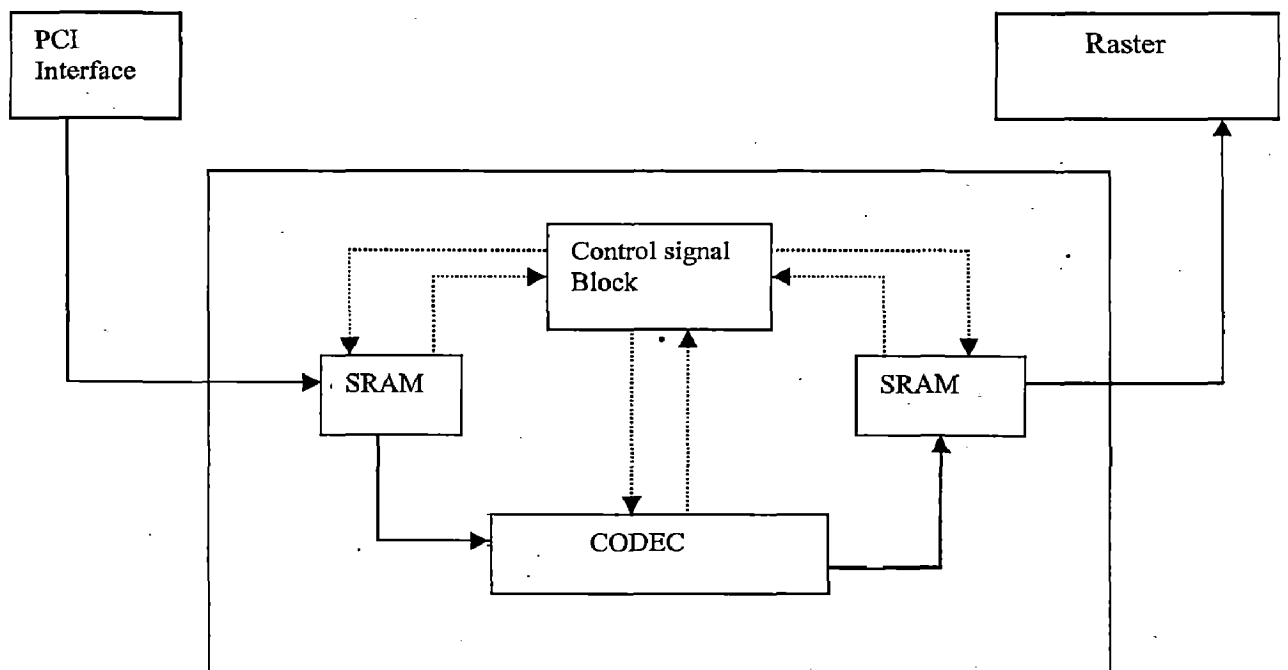 PCI
Interface
Raster
Control signal
Block
SRAM
SRAM
CODEC